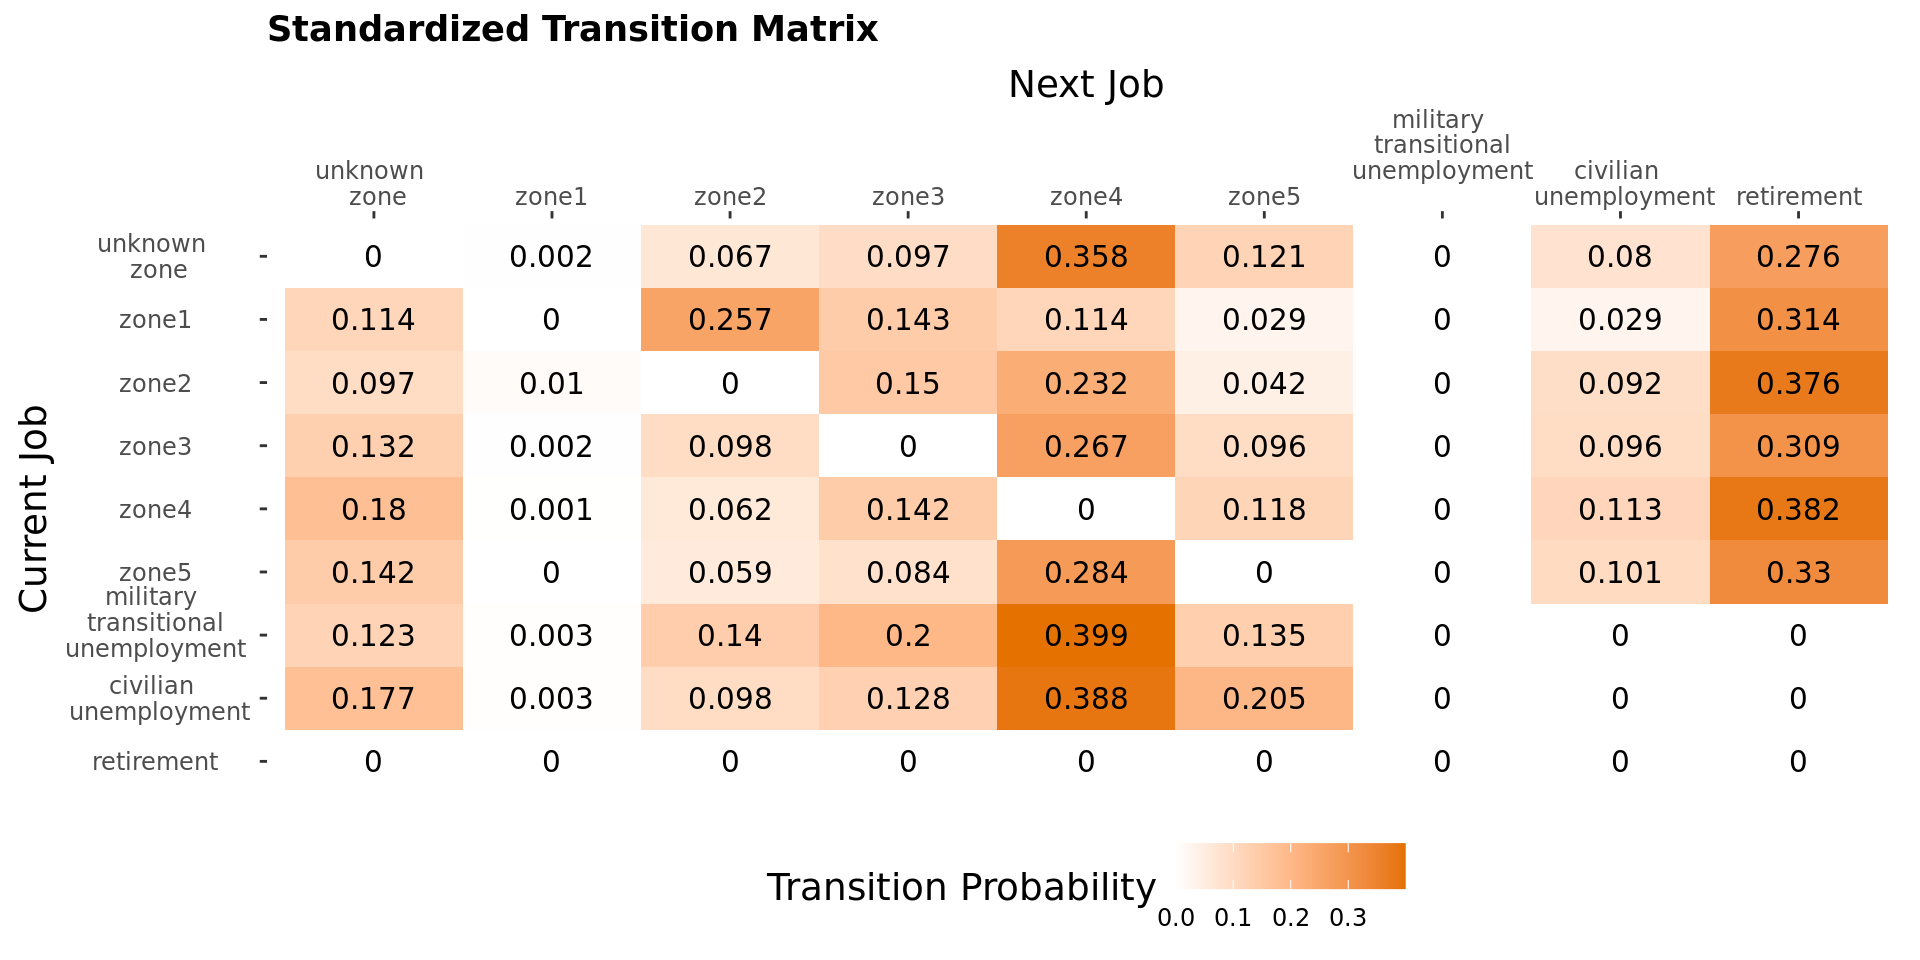 Standardized Transition Matrix
Next Job
unknown zone zone1 zone2 zone3 zone4 zone5 military transitional unemployment civilian unemployment retirement
unknown zone 0 0.002 0.067 0.097 0.358 0.121 0 0.08 0.276
zone1 0.114 0 0.257 0.143 0.114 0.029 0 0.029 0.314
zone2 0.097 0.01 0 0.15 0.232 0.042 0 0.092 0.376
zone3 0.132 0.002 0.098 0 0.267 0.096 0 0.096 0.309
zone4 0.18 0.001 0.062 0.142 0 0.118 0 0.113 0.382
zone5 0.142 0 0.059 0.084 0.284 0 0 0.101 0.33
military transitional unemployment 0.123 0.003 0.14 0.2 0.399 0.135 0 0 0
civilian unemployment 0.177 0.003 0.098 0.128 0.388 0.205 0 0 0
retirement 0 0 0 0 0 0 0 0 0
Current Job
Transition Probability
0.0 0.1 0.2 0.3